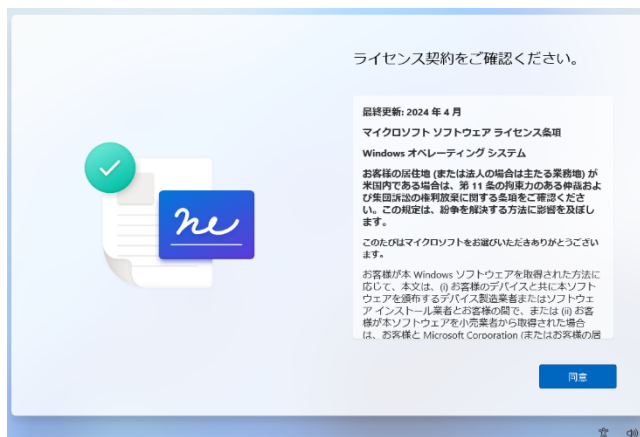 ライセンス契約をご確認ください。
最終更新: 2024 年 4 月
マイクロソフト ソフトウェア ライセンス条項
Windows オペレーティング システム
お客様の居住地 (または法人の場合は主たる業務地) が
米国内である場合は、第 11 条の拘束力のある仲裁およ
び集団訴訟の権利放棄に関する条項をご確認くださ
い。この規定は、紛争を解決する方法に影響を及ぼし
ます。
このたびはマイクロソフトをお選びいただきありがとうござい
ます。
お客様が本 Windows ソフトウェアを取得された方法に
応じて、本文は、(i) お客様のデバイスと共に本ソフト
ウェアを頒布するデバイス製造業者またはソフトウェ
ア インストール業者とお客様の間で、または (ii) お客
様が本ソフトウェアを小売業者から取得された場合
は、お客様と Microsoft Corporation (またはお客様の居
同意